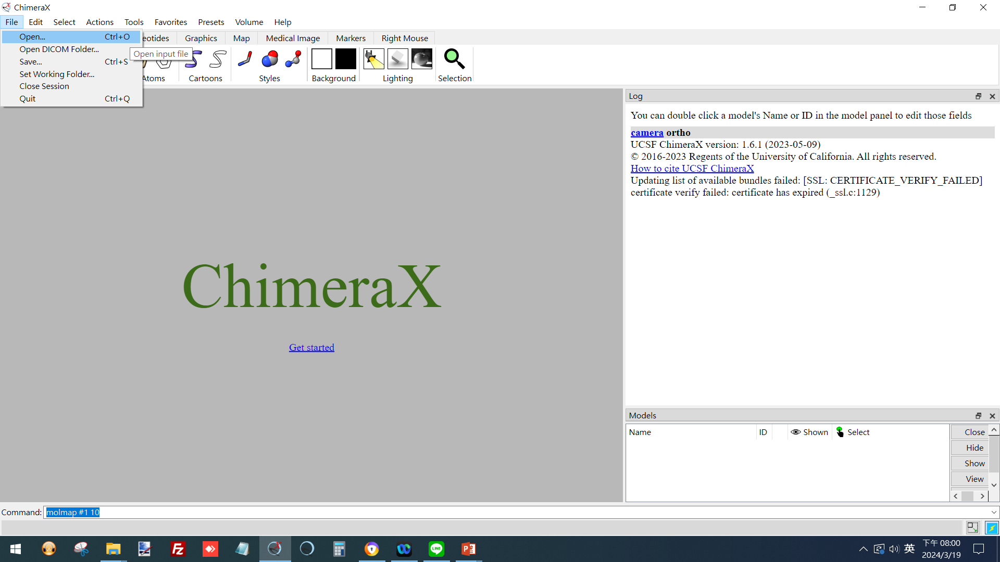 ChimeraX
File Edit Select Actions Tools Favorites Presets Volume Help
Open... Ctrl+O
Open DICOM Folder...
Save... Ctrl+S
Set Working Folder...
Close Session
Quit Ctrl+Q
Open input file
eotides Graphics Map Medical Image Markers Right Mouse
Atoms Cartoons Styles Background Lighting Selection
ChimeraX
Get started
Log
You can double click a model's Name or ID in the model panel to edit those fields
camera ortho
UCSF ChimeraX version: 1.6.1 (2023-05-09)
© 2016-2023 Regents of the University of California. All rights reserved.
How to cite UCSF ChimeraX
Updating list of available bundles failed: [SSL: CERTIFICATE_VERIFY_FAILED]
certificate verify failed: certificate has expired (_ssl.c:1129)
Models
Name ID Shown Select
Close
Hide
Show
View
Command: molmap #1 10
Fz
LINE
P
英
下午 08:00
2024/3/19